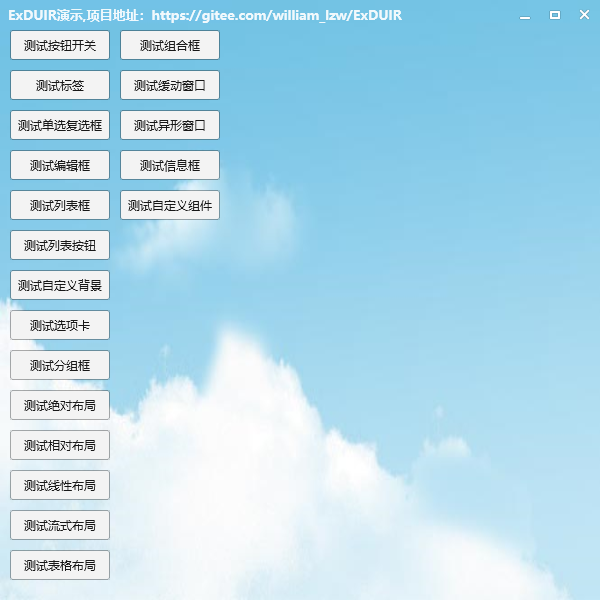 ExDUIR演示,项目地址：https://gitee.com/william_lzw/ExDUIR
测试按钮开关
测试组合框
测试标签
测试缓动窗口
测试单选复选框
测试异形窗口
测试编辑框
测试信息框
测试列表框
测试自定义组件
测试列表按钮
测试自定义背景
测试选项卡
测试分组框
测试绝对布局
测试相对布局
测试线性布局
测试流式布局
测试表格布局